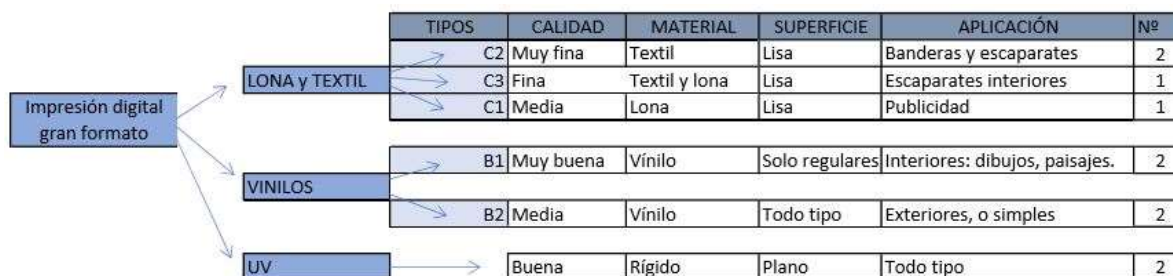 TIPOS CALIDAD MATERIAL SUPERFICIE APLICACIÓN Nº
C2 Muy fina Textil Lisa Banderas y escaparates 2
LONA y TEXTIL C3 Fina Textil y lona Lisa Escaparates interiores 1
C1 Media Lona Lisa Publicidad 1
Impresión digital
gran formato
B1 Muy buena Vínilo Solo regulares Interiores: dibujos, paisajes. 2
VINILOS
B2 Media Vínilo Todo tipo Exteriores, o simples 2
UV Buena Rígido Plano Todo tipo 2